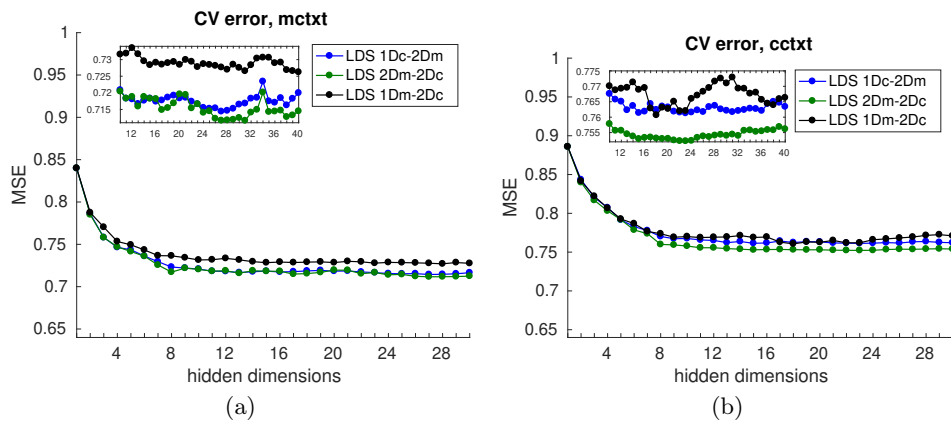 CV error, mctxt
1
0.95
0.9
0.85
0.8
0.75
0.7
0.65
MSE
0.73
0.725
0.72
0.715
12 16 20 24 28 32 36 40
LDS 1Dc-2Dm
LDS 2Dm-2Dc
LDS 1Dm-2Dc
4 8 12 16 20 24 28
hidden dimensions
(a)
CV error, cctxt
1
0.95
0.9
0.85
0.8
0.75
0.7
0.65
MSE
0.775
0.77
0.765
0.76
0.755
12 16 20 24 28 32 36 40
LDS 1Dc-2Dm
LDS 2Dm-2Dc
LDS 1Dm-2Dc
4 8 12 16 20 24 28
hidden dimensions
(b)